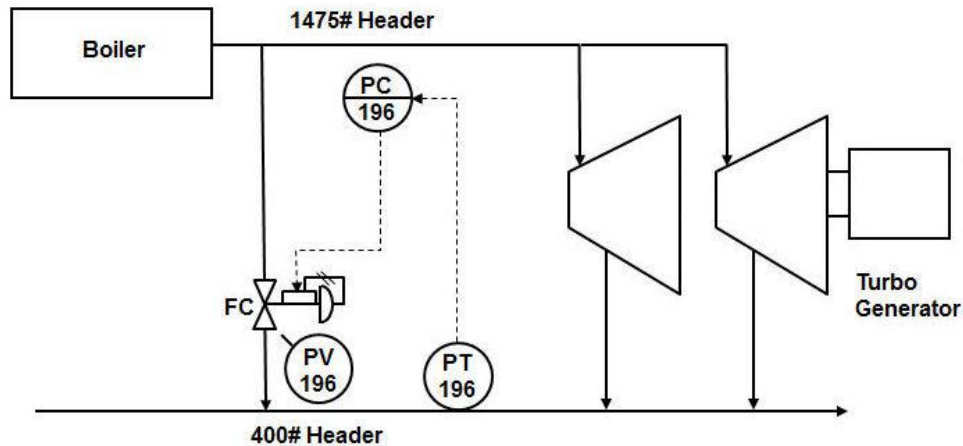 1475# Header
Boiler
PC
196
Turbo
Generator
FC
PV
196
PT
196
400# Header